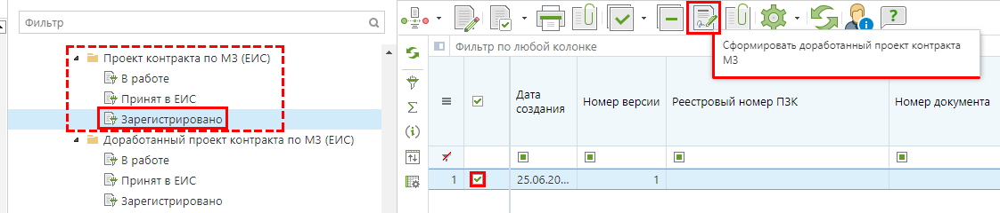 Фильтр
Проект контракта по МЗ (ЕИС)
В работе
Принят в ЕИС
Зарегистрировано
Доработанный проект контракта по МЗ (ЕИС)
В работе
Принят в ЕИС
Зарегистрировано
Сформировать доработанный проект контракта
МЗ
Фильтр по любой колонке
Дата
создания
Номер версии
Реестровый номер ПЗК
Номер документа
1
25.06.20...
1